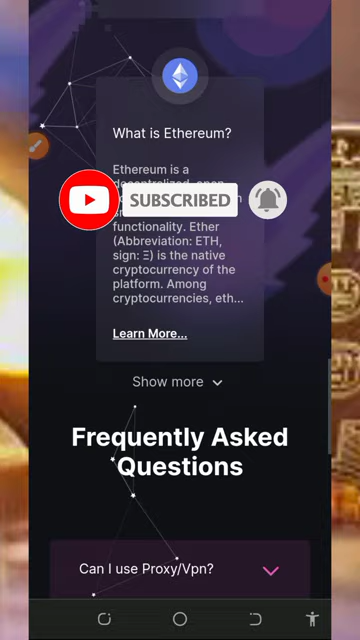 What is Ethereum?
Ethereum is a
SUBSCRIBED
functionality. Ether
(Abbreviation: ETH,
sign: Ξ) is the native
cryptocurrency of the
platform. Among
cryptocurrencies, eth...
Learn More...
Show more
Frequently Asked
Questions
Can I use Proxy/Vpn?